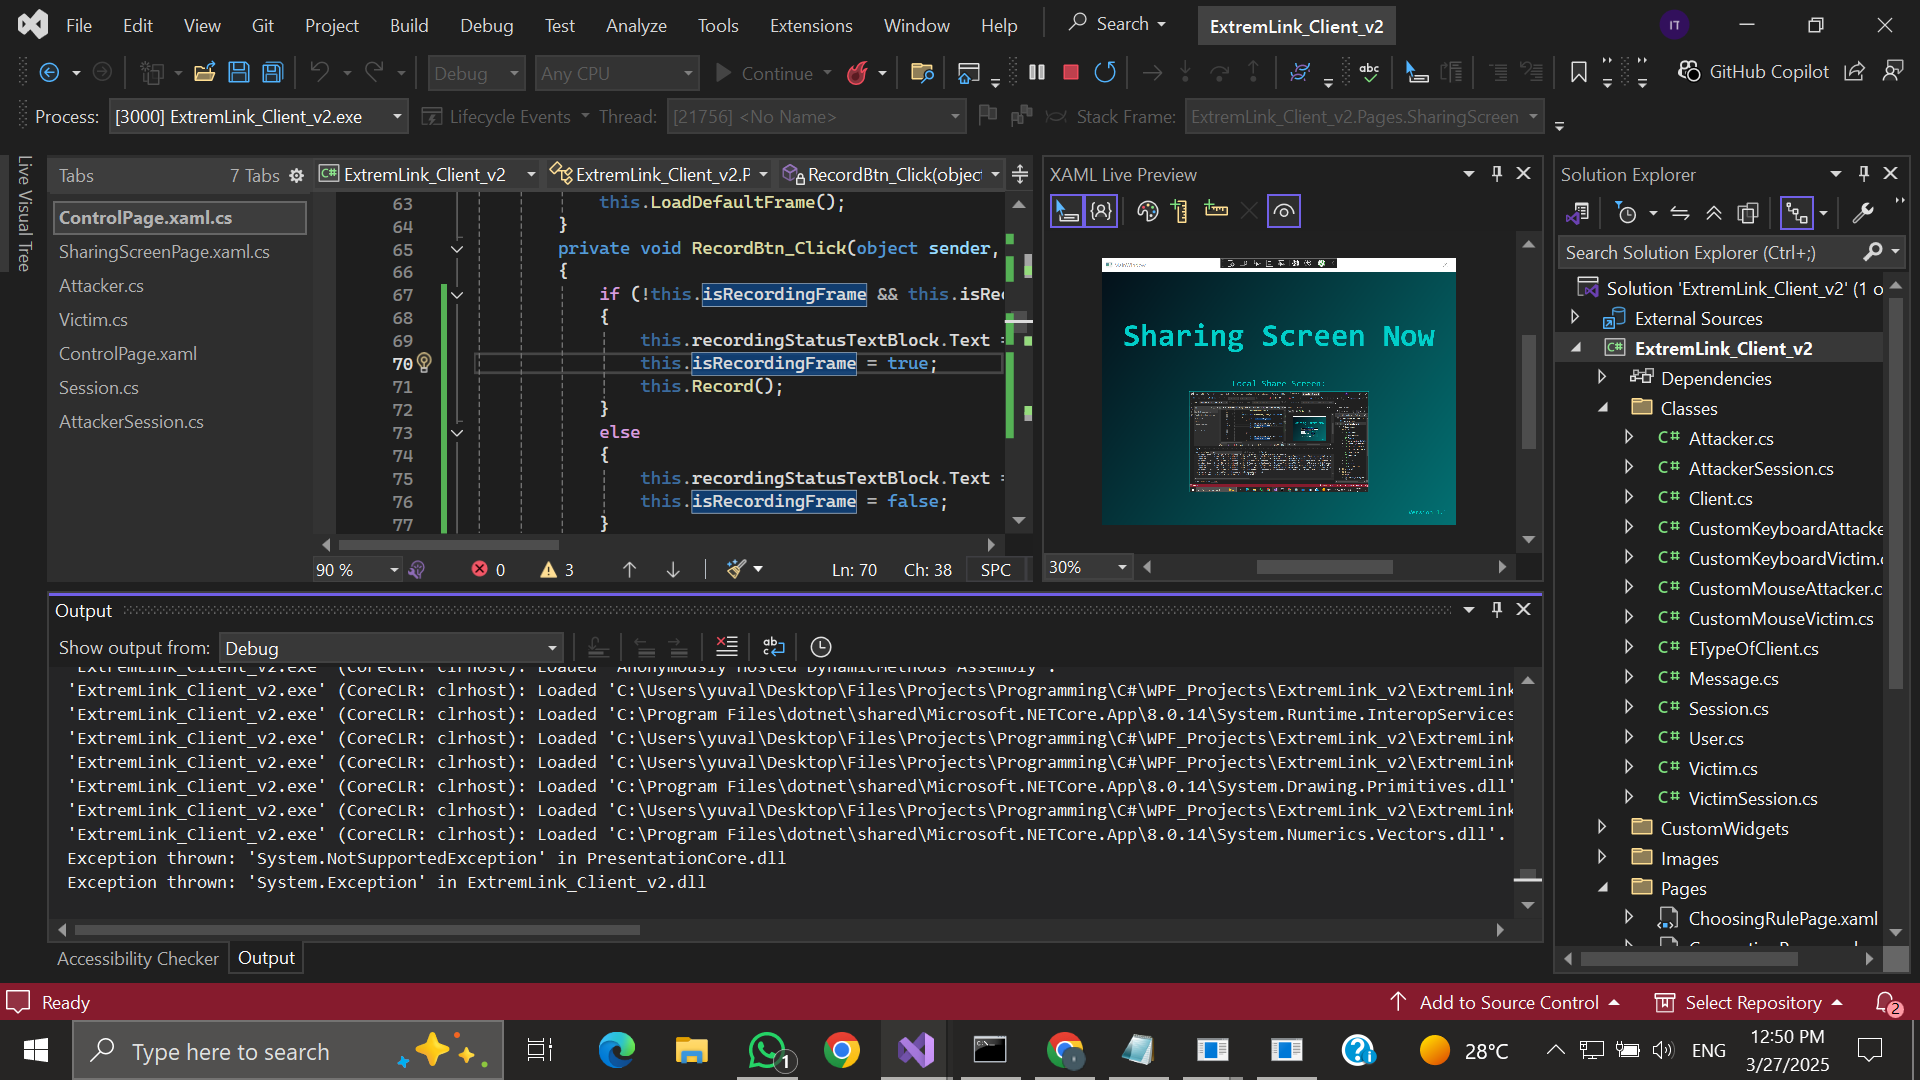 File Edit View Git Project Build Debug Test Analyze Tools Extensions Window Help Search ExtremLink_Client_v2 IT
Debug Any CPU Continue GitHub Copilot
Process: [3000] ExtremLink_Client_v2.exe Lifecycle Events Thread: [21756] <No Name> Stack Frame: ExtremLink_Client_v2.Pages.SharingScreen
Live Visual Tree
Tabs 7 Tabs
ControlPage.xaml.cs
SharingScreenPage.xaml.cs
Attacker.cs
Victim.cs
ControlPage.xaml
Session.cs
AttackerSession.cs
ExtremLink_Client_v2 ExtremLink_Client_v2.P RecordBtn_Click(objec
63 this.LoadDefaultFrame();
64 }
65 private void RecordBtn_Click(object sender,
66 {
67 if (!this.isRecordingFrame && this.isRe
68 {
69 this.recordingStatusTextBlock.Text =
70 this.isRecordingFrame = true;
71 this.Record();
72 }
73 else
74 {
75 this.recordingStatusTextBlock.Text =
76 this.isRecordingFrame = false;
77 }
90 % 0 3 Ln: 70 Ch: 38 SPC
XAML Live Preview
MainWindow
Sharing Screen Now
Local Share Screen:
30%
Output
Show output from: Debug
'ExtremLink_Client_v2.exe' (CoreCLR: clrhost): Loaded 'Anonymously Hosted DynamicMethods Assembly'.
'ExtremLink_Client_v2.exe' (CoreCLR: clrhost): Loaded 'C:\Users\yuval\Desktop\Files\Projects\Programming\C#\WPF_Projects\ExtremLink_v2\ExtremLink
'ExtremLink_Client_v2.exe' (CoreCLR: clrhost): Loaded 'C:\Program Files\dotnet\shared\Microsoft.NETCore.App\8.0.14\System.Runtime.InteropServices
'ExtremLink_Client_v2.exe' (CoreCLR: clrhost): Loaded 'C:\Users\yuval\Desktop\Files\Projects\Programming\C#\WPF_Projects\ExtremLink_v2\ExtremLink
'ExtremLink_Client_v2.exe' (CoreCLR: clrhost): Loaded 'C:\Users\yuval\Desktop\Files\Projects\Programming\C#\WPF_Projects\ExtremLink_v2\ExtremLink
'ExtremLink_Client_v2.exe' (CoreCLR: clrhost): Loaded 'C:\Program Files\dotnet\shared\Microsoft.NETCore.App\8.0.14\System.Drawing.Primitives.dll'
'ExtremLink_Client_v2.exe' (CoreCLR: clrhost): Loaded 'C:\Users\yuval\Desktop\Files\Projects\Programming\C#\WPF_Projects\ExtremLink_v2\ExtremLink
'ExtremLink_Client_v2.exe' (CoreCLR: clrhost): Loaded 'C:\Program Files\dotnet\shared\Microsoft.NETCore.App\8.0.14\System.Numerics.Vectors.dll'.
Exception thrown: 'System.NotSupportedException' in PresentationCore.dll
Exception thrown: 'System.Exception' in ExtremLink_Client_v2.dll
Accessibility Checker Output
Solution Explorer
Search Solution Explorer (Ctrl+;)
Solution 'ExtremLink_Client_v2' (1 o
External Sources
C# ExtremLink_Client_v2
Dependencies
Classes
C# Attacker.cs
C# AttackerSession.cs
C# Client.cs
C# CustomKeyboardAttacke
C# CustomKeyboardVictim.
C# CustomMouseAttacker.c
C# CustomMouseVictim.cs
C# ETypeOfClient.cs
C# Message.cs
C# Session.cs
C# User.cs
C# Victim.cs
C# VictimSession.cs
CustomWidgets
Images
Pages
ChoosingRulePage.xaml
Ready Add to Source Control Select Repository 2
Type here to search 1 28°C ENG 12:50 PM
3/27/2025